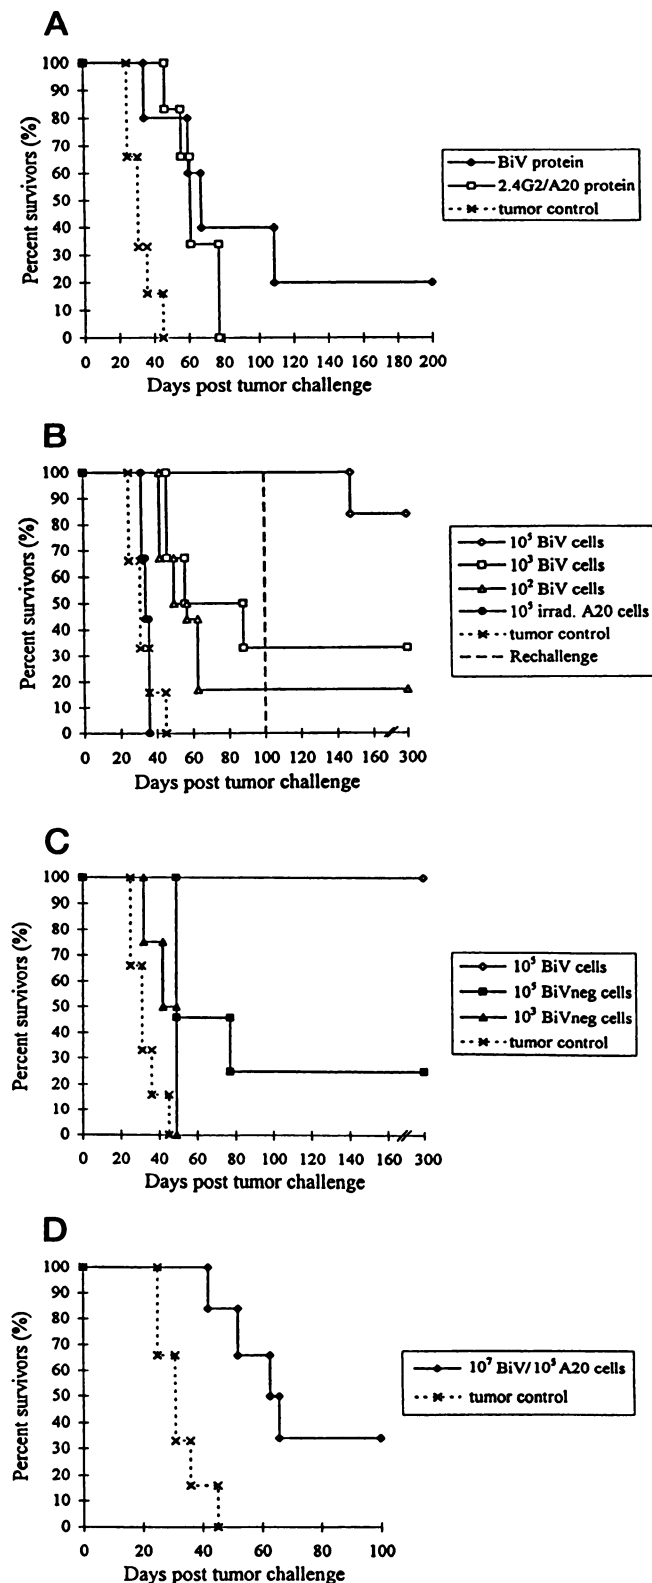 A
100
90
80
70
60
50
40
30
20
10
0
Percent survivors (%)
0 20 40 60 80 100 120 140 160 180 200
Days post tumor challenge
BiV protein
2.4G2/A20 protein
tumor control
B
100
90
80
70
60
50
40
30
20
10
0
Percent survivors (%)
0 20 40 60 80 100 120 140 160 300
Days post tumor challenge
10⁵ BiV cells
10³ BiV cells
10² BiV cells
10⁵ irrad. A20 cells
tumor control
Rechallenge
C
100
90
80
70
60
50
40
30
20
10
0
Percent survivors (%)
0 20 40 60 80 100 120 140 160 300
Days post tumor challenge
10⁵ BiV cells
10⁵ BiVneg cells
10³ BiVneg cells
tumor control
D
100
90
80
70
60
50
40
30
20
10
0
Percent survivors (%)
0 20 40 60 80 100
Days post tumor challenge
10⁷ BiV/10⁵ A20 cells
tumor control